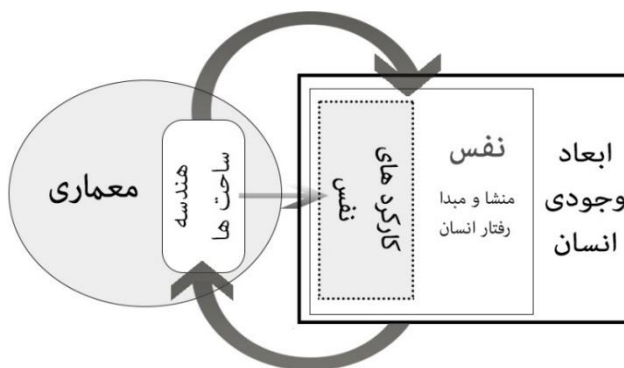 ابعاد
وجودی
انسان
نفس
منشا و مبدا
رفتار انسان
کارکرد های
نفس
ساحت ها
هندسه
معماری